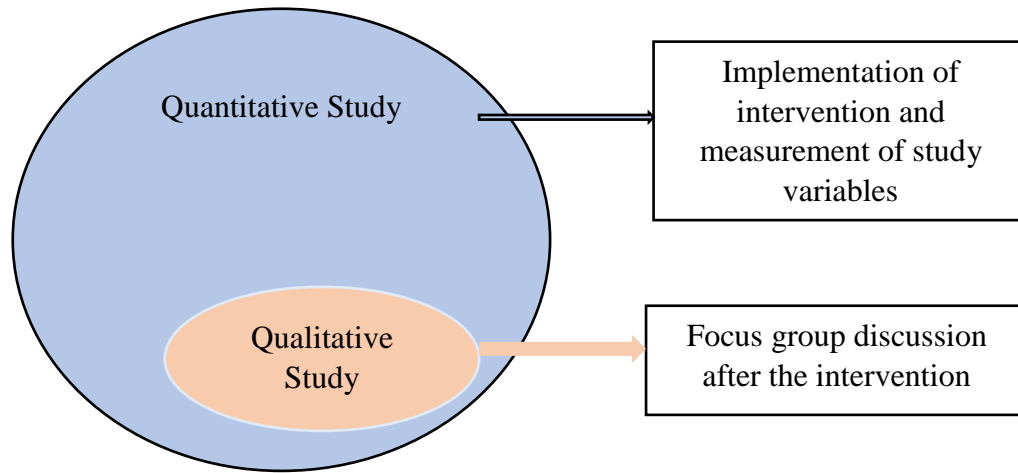 Quantitative Study
Implementation of
intervention and
measurement of study
variables
Qualitative
Study
Focus group discussion
after the intervention